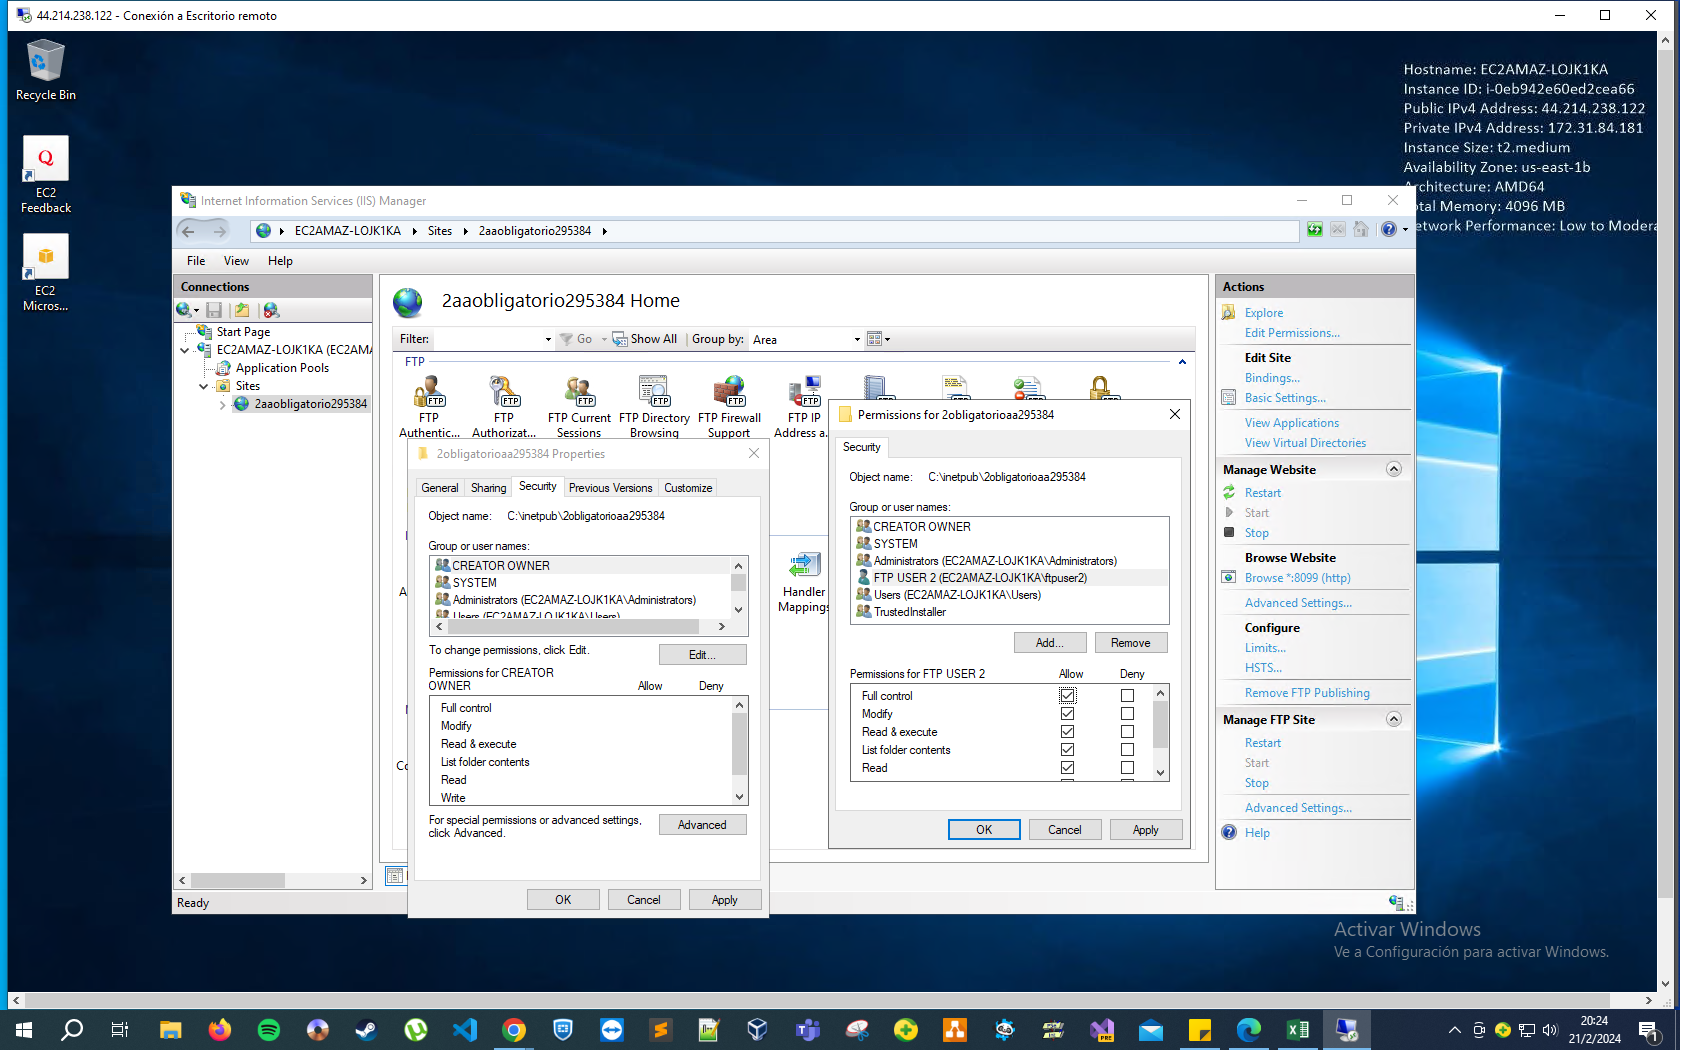 44.214.238.122 - Conexión a Escritorio remoto
Recycle Bin
EC2
Feedback
EC2
Micros...
Hostname: EC2AMAZ-LOJK1KA
Instance ID: i-0eb942e60ed2cea66
Public IPv4 Address: 44.214.238.122
Private IPv4 Address: 172.31.84.181
Instance Size: t2.medium
Availability Zone: us-east-1b
Architecture: AMD64
otal Memory: 4096 MB
etwork Performance: Low to Modera
Internet Information Services (IIS) Manager
EC2AMAZ-LOJK1KA
Sites
2aaobligatorio295384
File
View
Help
Connections
Start Page
EC2AMAZ-LOJK1KA (EC2AMA
Application Pools
Sites
2aaobligatorio295384
2aaobligatorio295384 Home
Filter:
Go
Show All
Group by:
Area
FTP
FTP
Authentic...
FTP
Authorizat...
FTP Current
Sessions
FTP Directory
Browsing
FTP Firewall
Support
FTP IP
Address a.
Handler
Mappings
A
Co
2obligatorioaa295384 Properties
General
Sharing
Security
Previous Versions
Customize
Object name: C:\inetpub\2obligatorioaa295384
Group or user names:
CREATOR OWNER
SYSTEM
Administrators (EC2AMAZ-LOJK1KA\Administrators)
Users (EC2AMAZ-LOJK1KA\Users)
To change permissions, click Edit.
Edit...
Permissions for CREATOR
OWNER
Allow
Deny
Full control
Modify
Read & execute
List folder contents
Read
Write
For special permissions or advanced settings,
click Advanced.
Advanced
OK
Cancel
Apply
Permissions for 2obligatorioaa295384
Security
Object name: C:\inetpub\2obligatorioaa295384
Group or user names:
CREATOR OWNER
SYSTEM
Administrators (EC2AMAZ-LOJK1KA\Administrators)
FTP USER 2 (EC2AMAZ-LOJK1KA\ftpuser2)
Users (EC2AMAZ-LOJK1KA\Users)
TrustedInstaller
Add...
Remove
Permissions for FTP USER 2
Allow
Deny
Full control
Modify
Read & execute
List folder contents
Read
OK
Cancel
Apply
Actions
Explore
Edit Permissions...
Edit Site
Bindings...
Basic Settings...
View Applications
View Virtual Directories
Manage Website
Restart
Start
Stop
Browse Website
Browse *:8099 (http)
Advanced Settings...
Configure
Limits...
HSTS...
Remove FTP Publishing
Manage FTP Site
Restart
Start
Stop
Advanced Settings...
Help
Ready
Activar Windows
Ve a Configuración para activar Windows.
20:24
21/2/2024
1